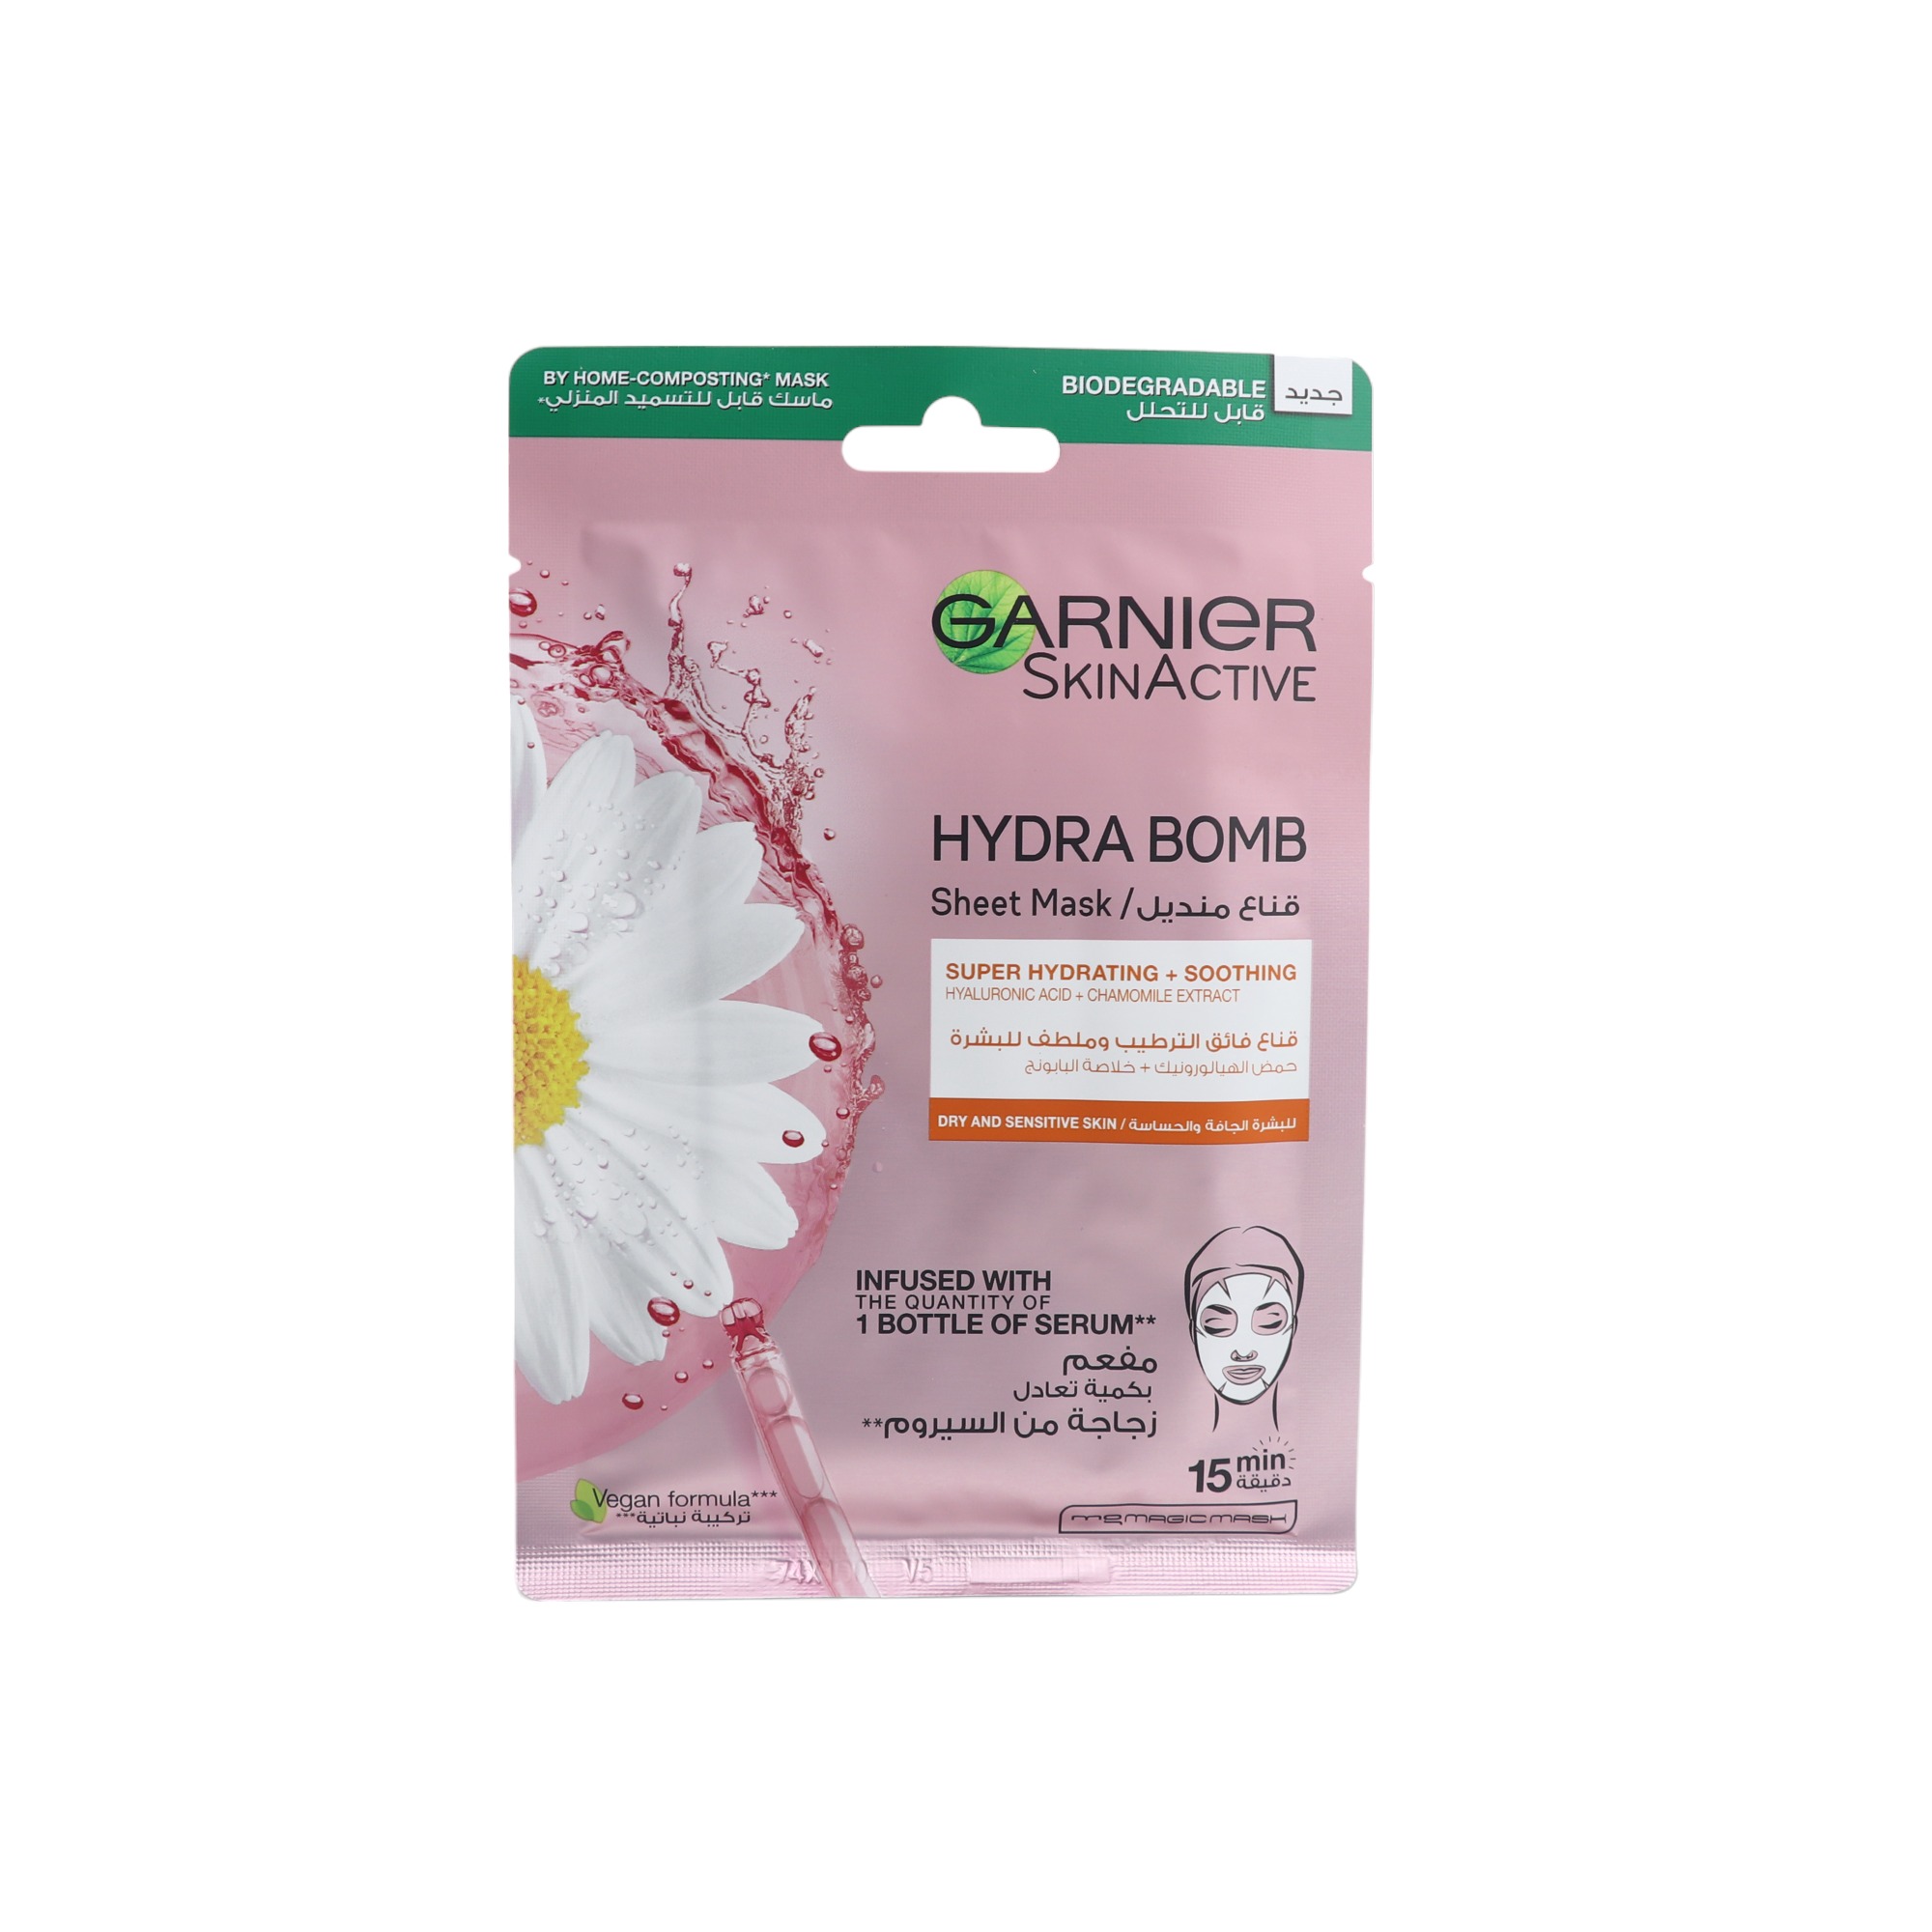 BY HOME-COMPOSTING* MASK
ماسك قابل للتسميد المنزلي*
BIODEGRADABLE
قابل للتحلل
جديد
GARNIER
SKINACTIVE
HYDRA BOMB
Sheet Mask / قناع منديل
SUPER HYDRATING + SOOTHING
HYALURONIC ACID + CHAMOMILE EXTRACT
قناع فائق الترطيب وملطف للبشرة
حمض الهيالورونيك + خلاصة البابونج
DRY AND SENSITIVE SKIN / للبشرة الجافة والحساسة
INFUSED WITH
THE QUANTITY OF
1 BOTTLE OF SERUM**
مفعم
بكمية تعادل
زجاجة من السيروم**
15 min
دقيقة
Vegan formula***
تركيبة نباتية***
MAGIC MASK
V5